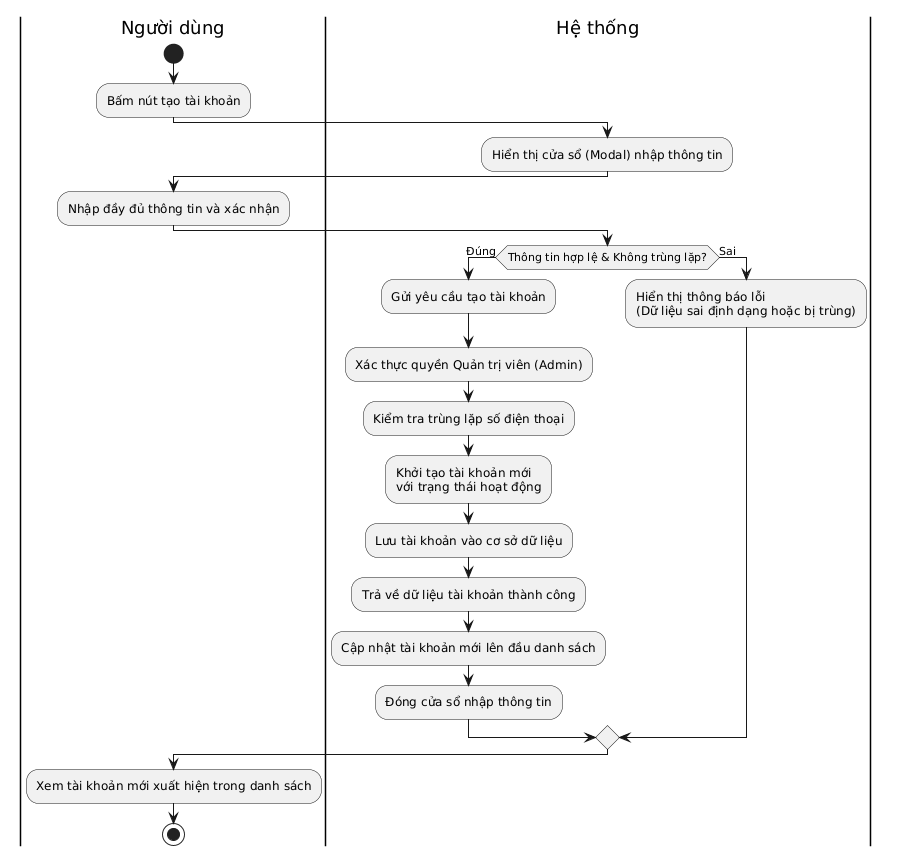 Người dùng
Hệ thống
Bấm nút tạo tài khoản
Hiển thị cửa sổ (Modal) nhập thông tin
Nhập đầy đủ thông tin và xác nhận
Đúng
Thông tin hợp lệ & Không trùng lặp?
Sai
Gửi yêu cầu tạo tài khoản
Hiển thị thông báo lỗi
(Dữ liệu sai định dạng hoặc bị trùng)
Xác thực quyền Quản trị viên (Admin)
Kiểm tra trùng lặp số điện thoại
Khởi tạo tài khoản mới
với trạng thái hoạt động
Lưu tài khoản vào cơ sở dữ liệu
Trả về dữ liệu tài khoản thành công
Cập nhật tài khoản mới lên đầu danh sách
Đóng cửa sổ nhập thông tin
Xem tài khoản mới xuất hiện trong danh sách